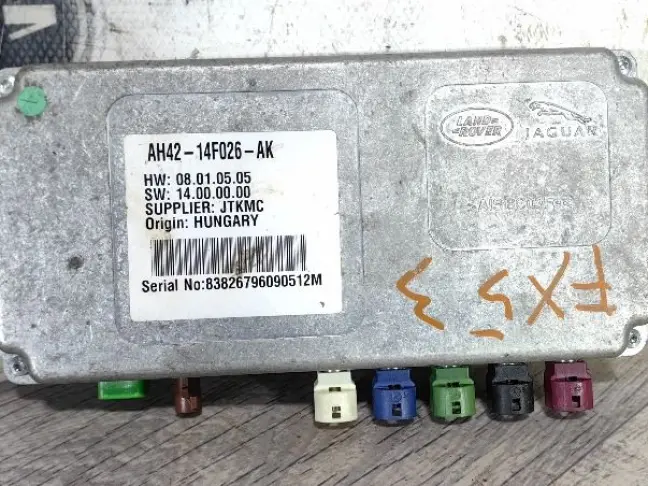 AH42-14F026-AK
HW: 08.01.05.05
SW: 14.00.00.00
SUPPLIER: JTKMC
Origin: HUNGARY
Serial No:83826796090512M
LAND-
ROVER
JAGUAR
FX53